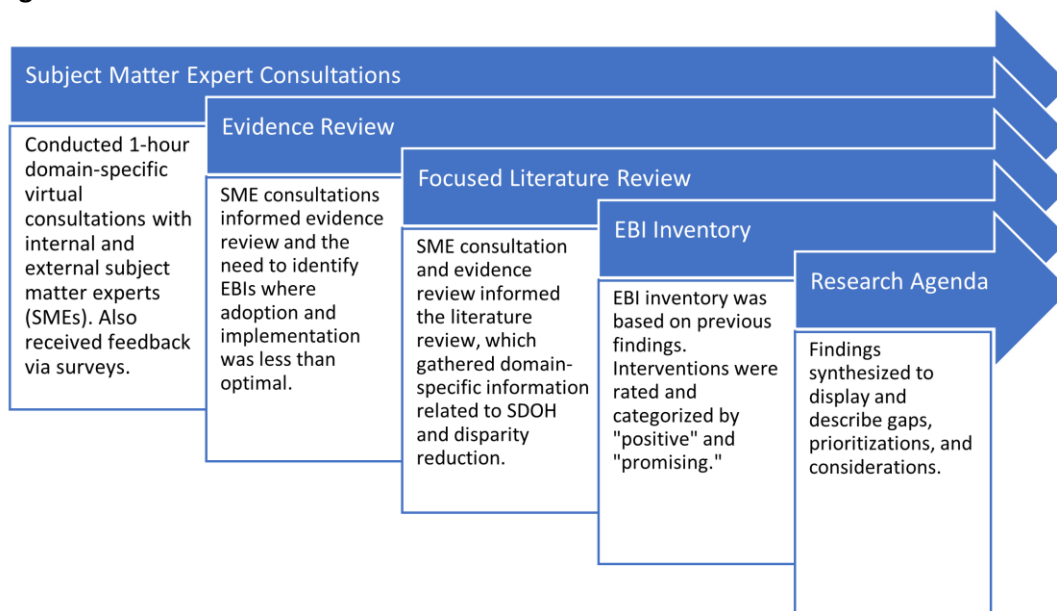 Subject Matter Expert Consultations
Conducted 1-hour
domain-specific
virtual
consultations with
internal and
external subject
matter experts
(SMEs). Also
received feedback
via surveys.
Evidence Review
SME consultations
informed evidence
review and the
need to identify
EBIs where
adoption and
implementation
was less than
optimal.
Focused Literature Review
SME consultation
and evidence
review informed
the literature
review, which
gathered domain-
specific information
related to SDOH
and disparity
reduction.
EBI Inventory
EBI inventory was
based on previous
findings.
Interventions were
rated and
categorized by
"positive" and
"promising."
Research Agenda
Findings
synthesized to
display and
describe gaps,
prioritizations, and
considerations.